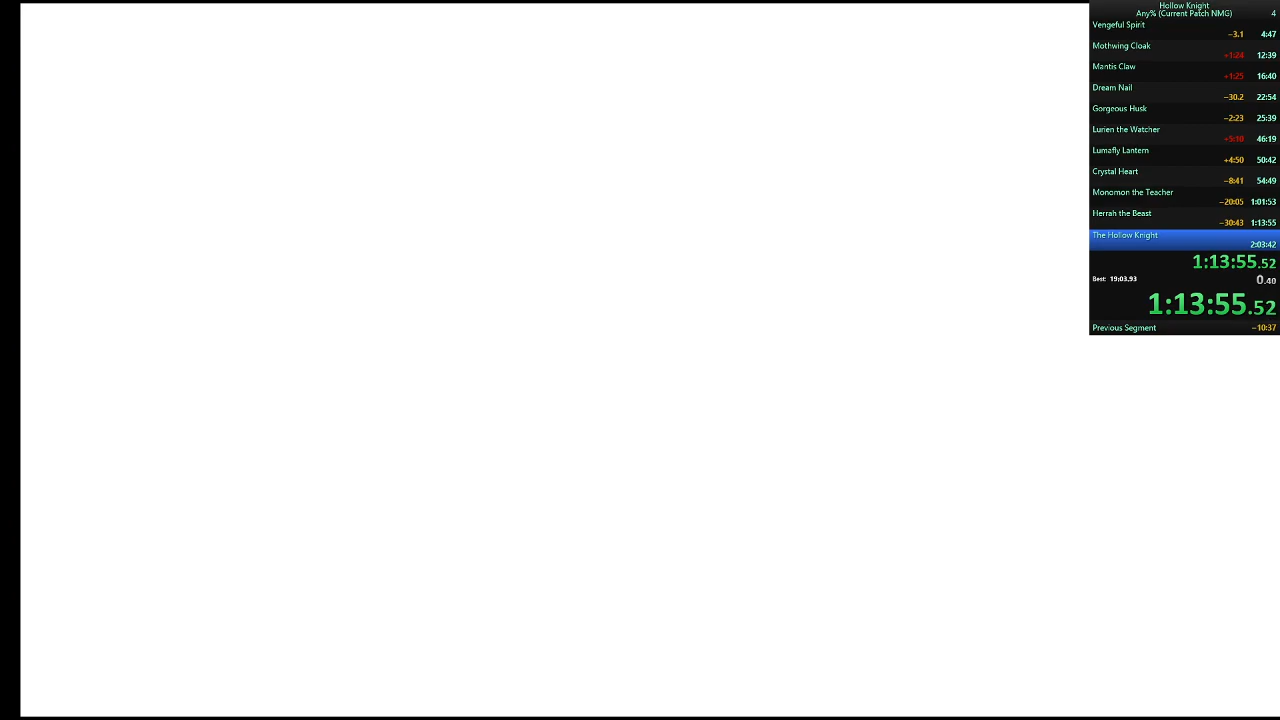 Hollow Knight
Any% (Current Patch NMG) 4
Vengeful Spirit
−3.1 4:47
Mothwing Cloak
+1:24 12:39
Mantis Claw
+1:25 16:40
Dream Nail
−30.2 22:54
Gorgeous Husk
−2:23 25:39
Lurien the Watcher
+5:10 46:19
Lumafly Lantern
+4:50 50:42
Crystal Heart
−8:41 54:49
Monomon the Teacher
−20:05 1:01:53
Herrah the Beast
−30:43 1:13:55
The Hollow Knight
2:03:42
1:13:55.52
Best: 19:03.93 0.40
1:13:55.52
Previous Segment −10:37